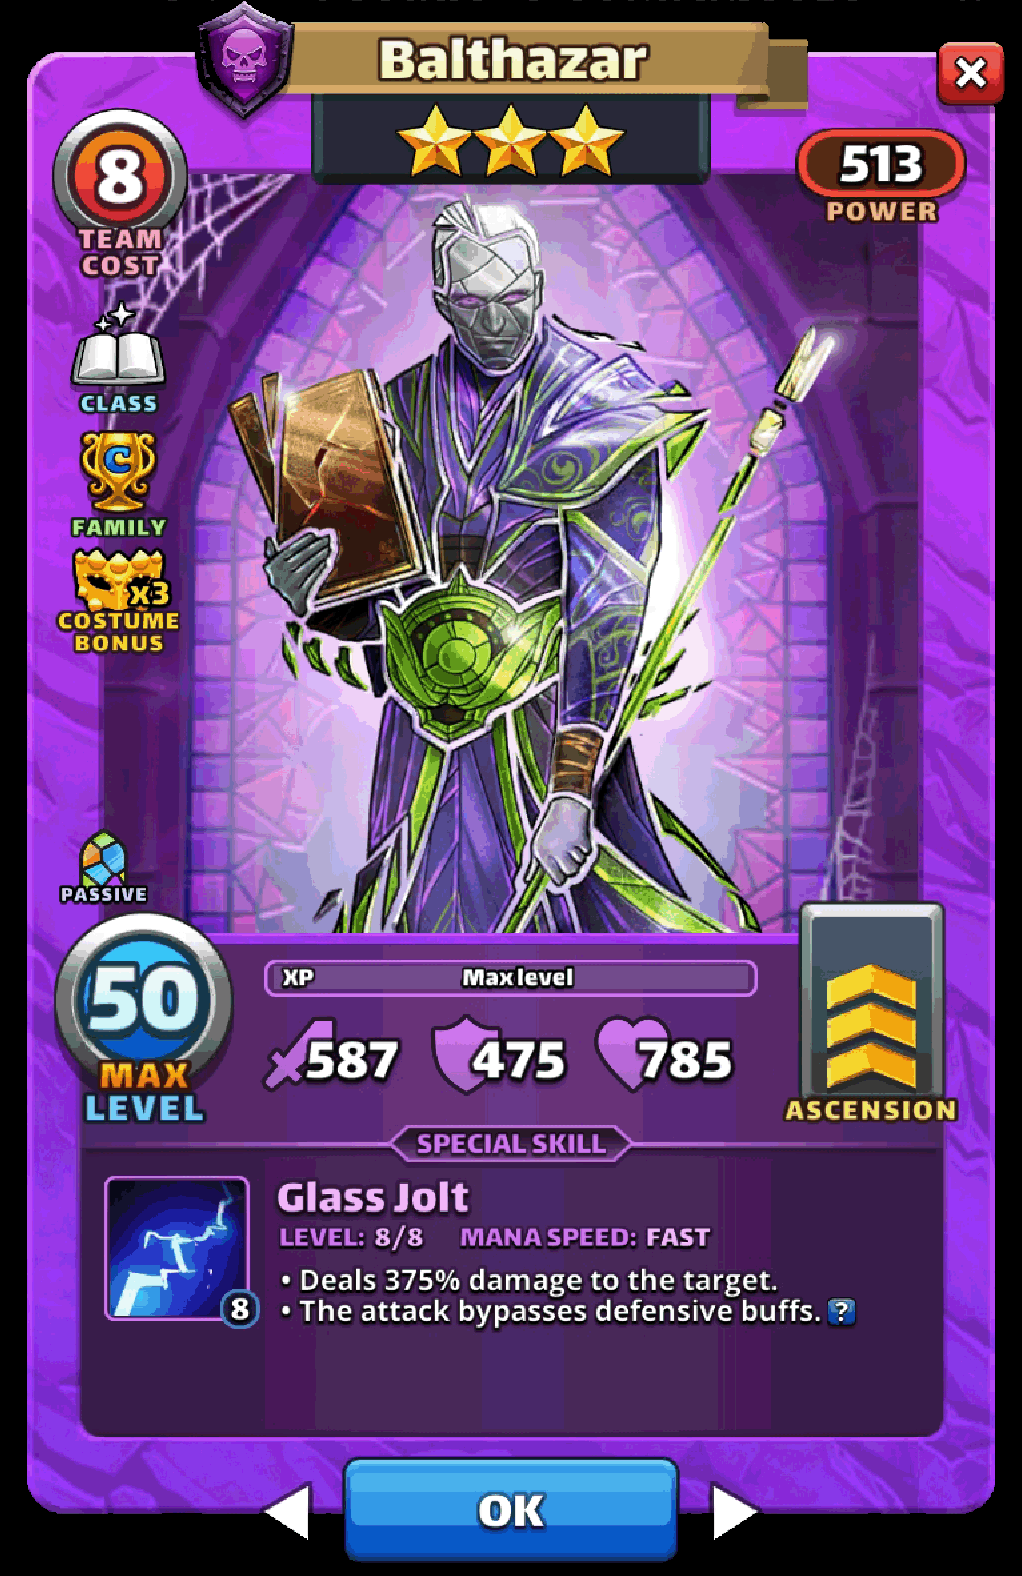 Balthazar
8
TEAM
COST
513
POWER
CLASS
C
FAMILY
x3
COSTUME
BONUS
PASSIVE
50
MAX
LEVEL
XP Max level
587 475 785
ASCENSION
SPECIAL SKILL
Glass Jolt
LEVEL: 8/8 MANA SPEED: FAST
• Deals 375% damage to the target.
• The attack bypasses defensive buffs. ?
8
OK